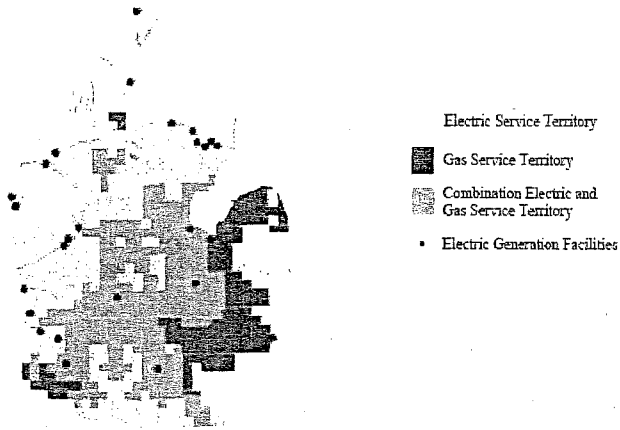 Electric Service Territory
Gas Service Territory
Combination Electric and
Gas Service Territory
Electric Generation Facilities